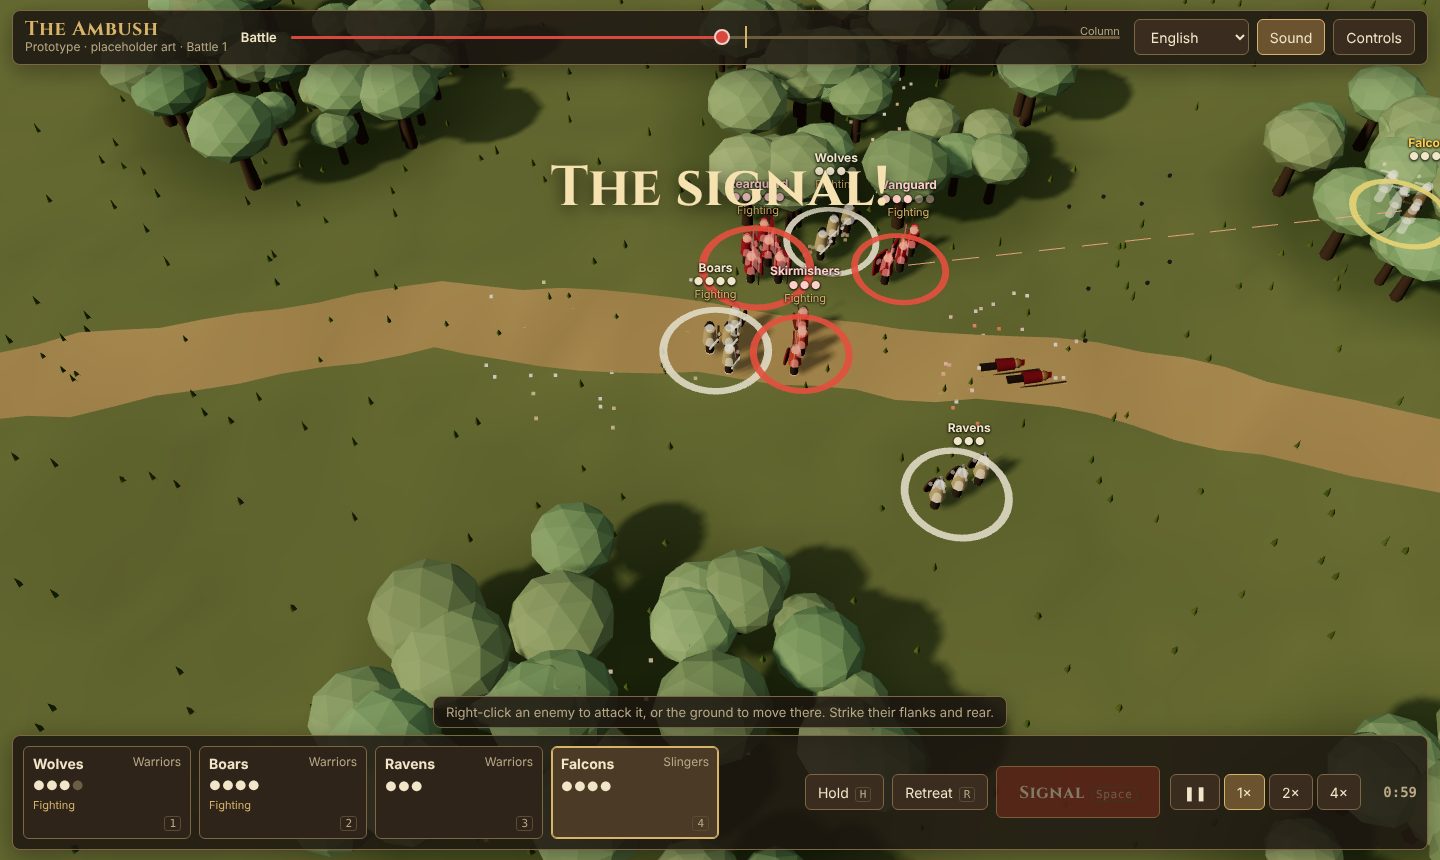 The Ambush
Prototype · placeholder art · Battle 1
Battle
Column
English
Sound
Controls
Wolves
The signal!
Vanguard
Fighting
Fighting
Falco
Boars
Fighting
Skirmishers
Fighting
Ravens
Right-click an enemy to attack it, or the ground to move there. Strike their flanks and rear.
Wolves Warriors
Fighting
1
Boars Warriors
Fighting
2
Ravens Warriors
3
Falcons Slingers
4
Hold H
Retreat R
Signal Space
1×
2×
4×
0:59